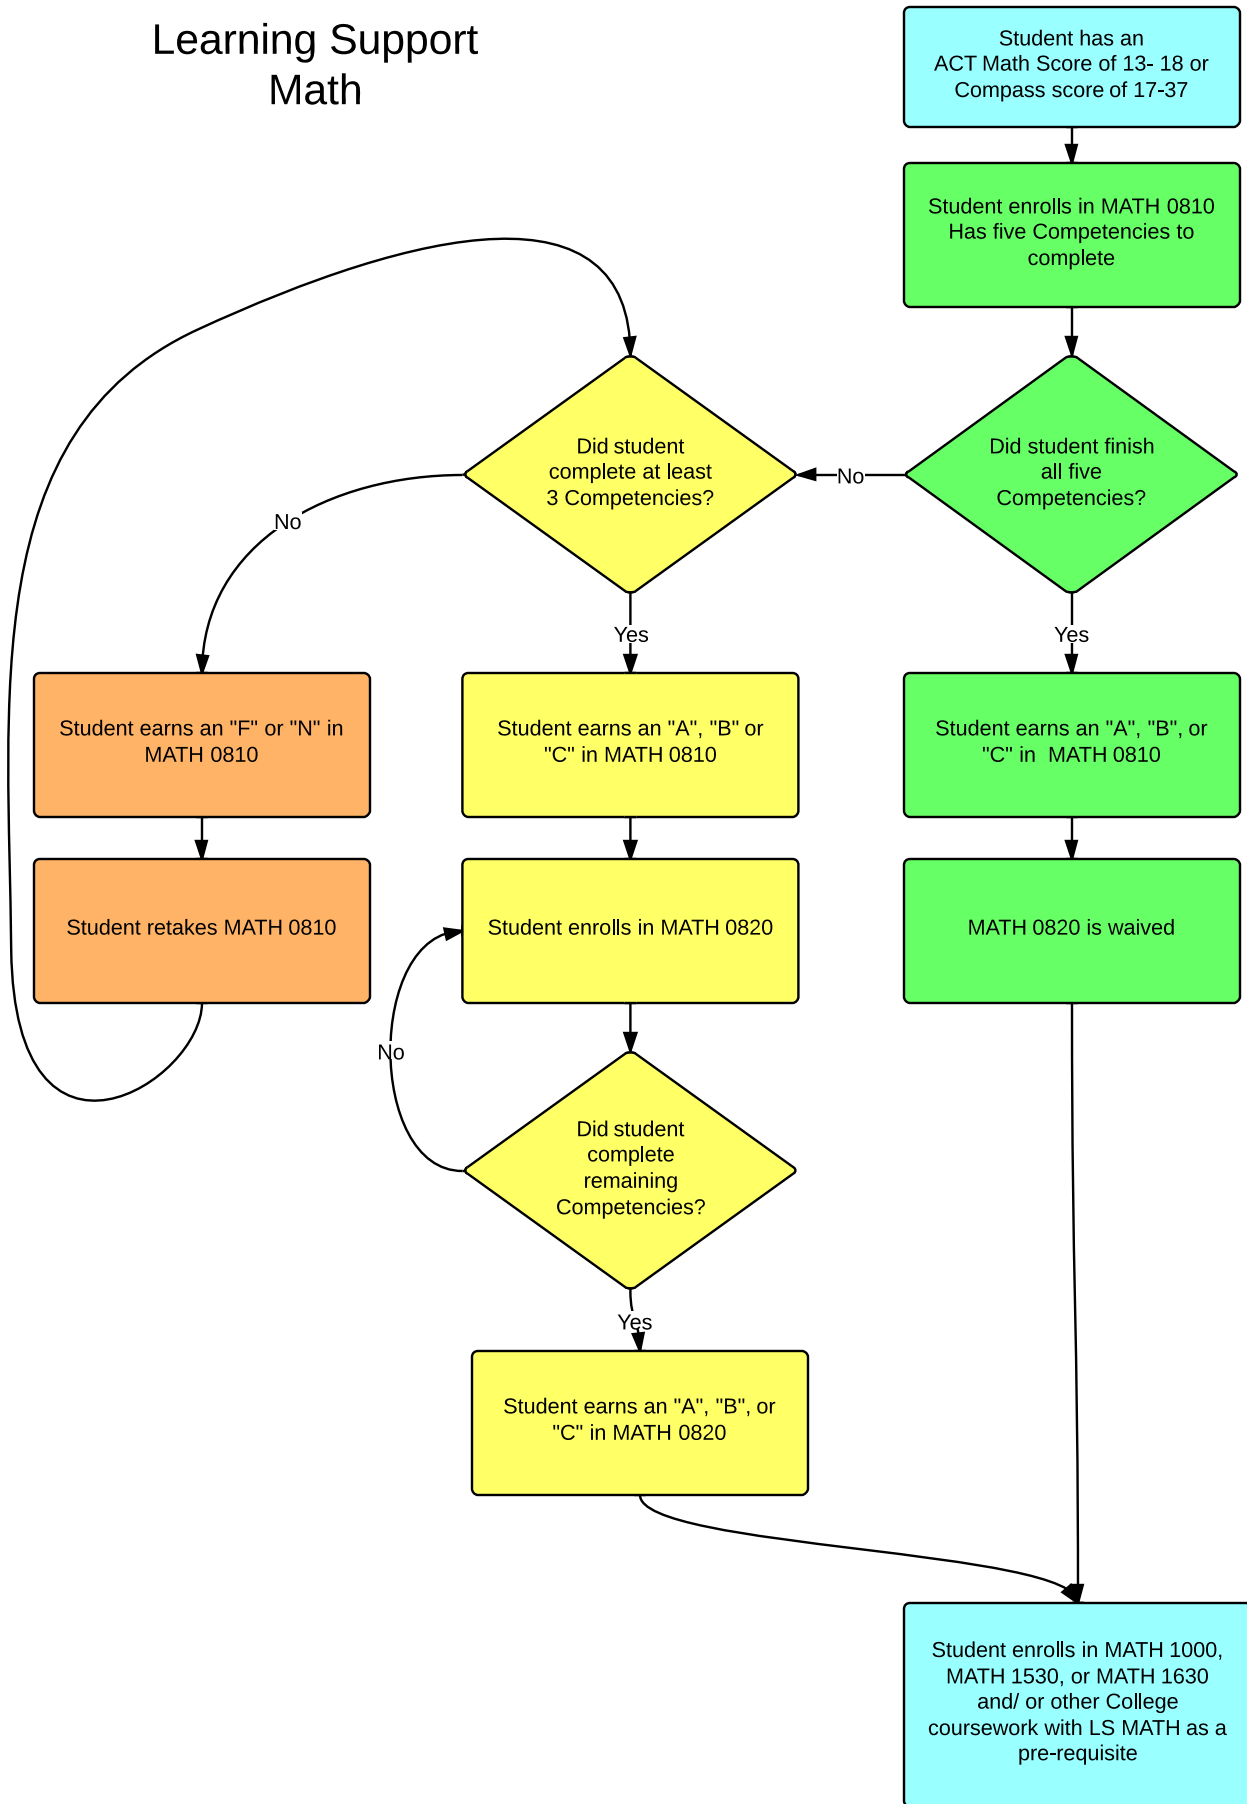 Learning Support
Math
Student has an
ACT Math Score of 13- 18 or
Compass score of 17-37
Student enrolls in MATH 0810
Has five Competencies to
complete
Did student finish
all five
Competencies?
No
Did student
complete at least
3 Competencies?
No
Yes
Yes
Student earns an "F" or "N" in
MATH 0810
Student earns an "A", "B" or
"C" in MATH 0810
Student earns an "A", "B", or
"C" in  MATH 0810
Student retakes MATH 0810
Student enrolls in MATH 0820
MATH 0820 is waived
No
Did student
complete
remaining
Competencies?
Yes
Student earns an "A", "B", or
"C" in MATH 0820
Student enrolls in MATH 1000,
MATH 1530, or MATH 1630
and/ or other College
coursework with LS MATH as a
pre-requisite